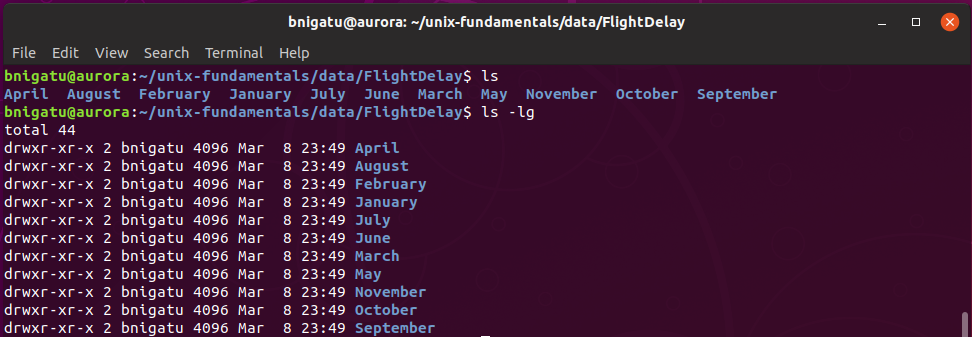 bnigatu@aurora: ~/unix-fundamentals/data/FlightDelay
File Edit View Search Terminal Help
bnigatu@aurora:~/unix-fundamentals/data/FlightDelay$ ls
April August February January July June March May November October September
bnigatu@aurora:~/unix-fundamentals/data/FlightDelay$ ls -lg
total 44
drwxr-xr-x 2 bnigatu 4096 Mar  8 23:49 April
drwxr-xr-x 2 bnigatu 4096 Mar  8 23:49 August
drwxr-xr-x 2 bnigatu 4096 Mar  8 23:49 February
drwxr-xr-x 2 bnigatu 4096 Mar  8 23:49 January
drwxr-xr-x 2 bnigatu 4096 Mar  8 23:49 July
drwxr-xr-x 2 bnigatu 4096 Mar  8 23:49 June
drwxr-xr-x 2 bnigatu 4096 Mar  8 23:49 March
drwxr-xr-x 2 bnigatu 4096 Mar  8 23:49 May
drwxr-xr-x 2 bnigatu 4096 Mar  8 23:49 November
drwxr-xr-x 2 bnigatu 4096 Mar  8 23:49 October
drwxr-xr-x 2 bnigatu 4096 Mar  8 23:49 September